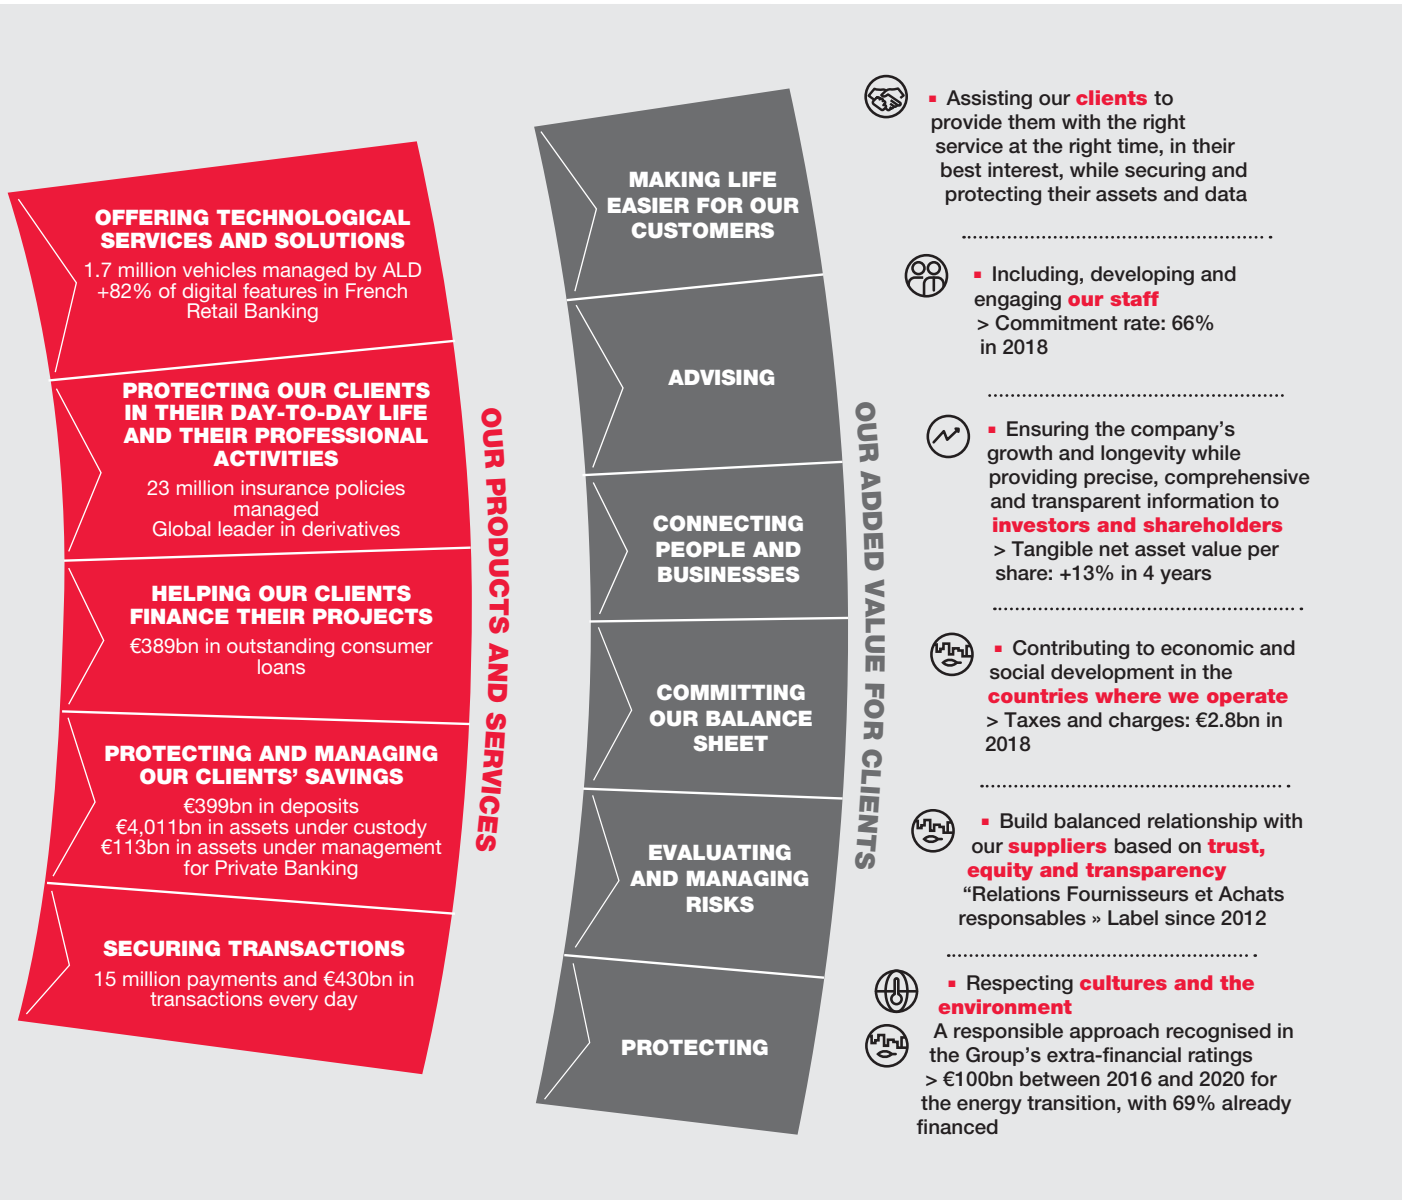 OFFERING TECHNOLOGICAL
SERVICES AND SOLUTIONS
1.7 million vehicles managed by ALD
+82% of digital features in French
Retail Banking
PROTECTING OUR CLIENTS
IN THEIR DAY-TO-DAY LIFE
AND THEIR PROFESSIONAL
ACTIVITIES
23 million insurance policies
managed
Global leader in derivatives
HELPING OUR CLIENTS
FINANCE THEIR PROJECTS
€389bn in outstanding consumer
loans
PROTECTING AND MANAGING
OUR CLIENTS’ SAVINGS
€399bn in deposits
€4,011bn in assets under custody
€113bn in assets under management
for Private Banking
SECURING TRANSACTIONS
15 million payments and €430bn in
transactions every day
OUR PRODUCTS AND SERVICES
MAKING LIFE
EASIER FOR OUR
CUSTOMERS
ADVISING
CONNECTING
PEOPLE AND
BUSINESSES
COMMITTING
OUR BALANCE
SHEET
EVALUATING
AND MANAGING
RISKS
PROTECTING
OUR ADDED VALUE FOR CLIENTS
▪ Assisting our clients to
provide them with the right
service at the right time, in their
best interest, while securing and
protecting their assets and data
▪ Including, developing and
engaging our staff
> Commitment rate: 66%
in 2018
▪ Ensuring the company’s
growth and longevity while
providing precise, comprehensive
and transparent information to
investors and shareholders
> Tangible net asset value per
share: +13% in 4 years
▪ Contributing to economic and
social development in the
countries where we operate
> Taxes and charges: €2.8bn in
2018
▪ Build balanced relationship with
our suppliers based on trust,
equity and transparency
“Relations Fournisseurs et Achats
responsables » Label since 2012
▪ Respecting cultures and the
environment
A responsible approach recognised in
the Group’s extra-financial ratings
> €100bn between 2016 and 2020 for
the energy transition, with 69% already
financed